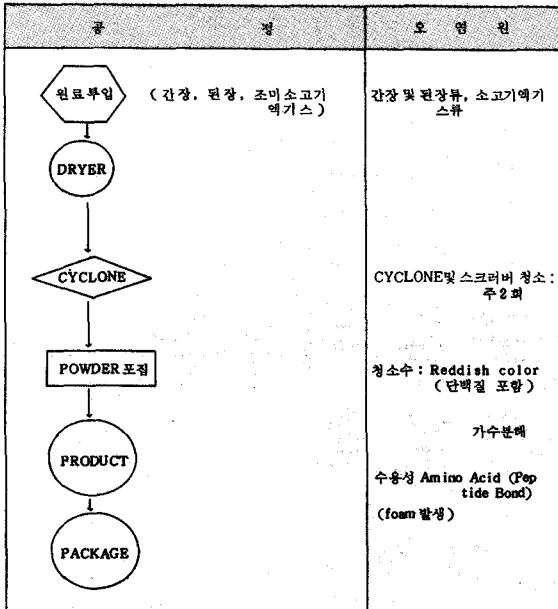 공 정 오 염 원
원료투입 (간장, 된장, 조미소고기 간장 및 된장류, 소고기엑기
엑기스) 스류
DRYER
CYCLONE CYCLONE및 스크러버 청소 :
주 2 회
POWDER 포집 청소수 : Reddish color
(단백질 포함)
가수분해
PRODUCT
수용성 Amino Acid (Pep
tide Bond)
(foam 발생)
PACKAGE